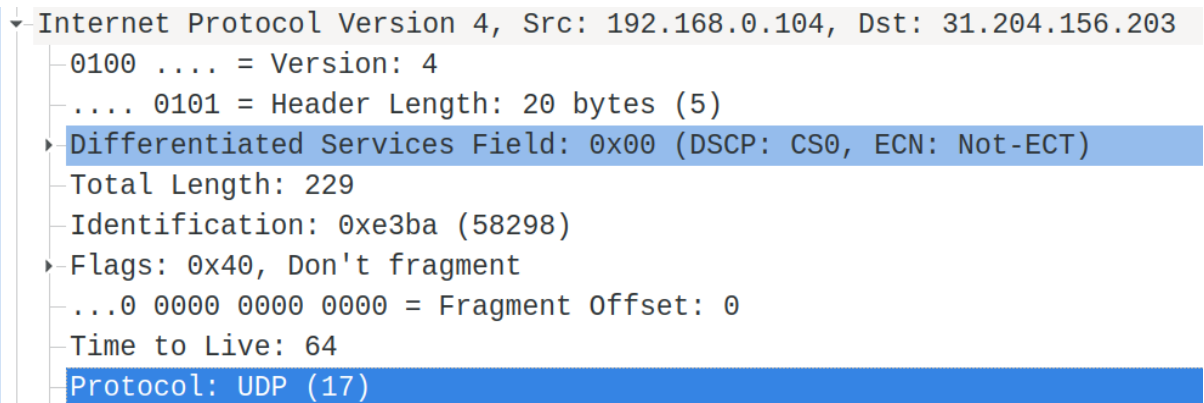 Internet Protocol Version 4, Src: 192.168.0.104, Dst: 31.204.156.203
0100 .... = Version: 4
.... 0101 = Header Length: 20 bytes (5)
Differentiated Services Field: 0x00 (DSCP: CS0, ECN: Not-ECT)
Total Length: 229
Identification: 0xe3ba (58298)
Flags: 0x40, Don't fragment
...0 0000 0000 0000 = Fragment Offset: 0
Time to Live: 64
Protocol: UDP (17)